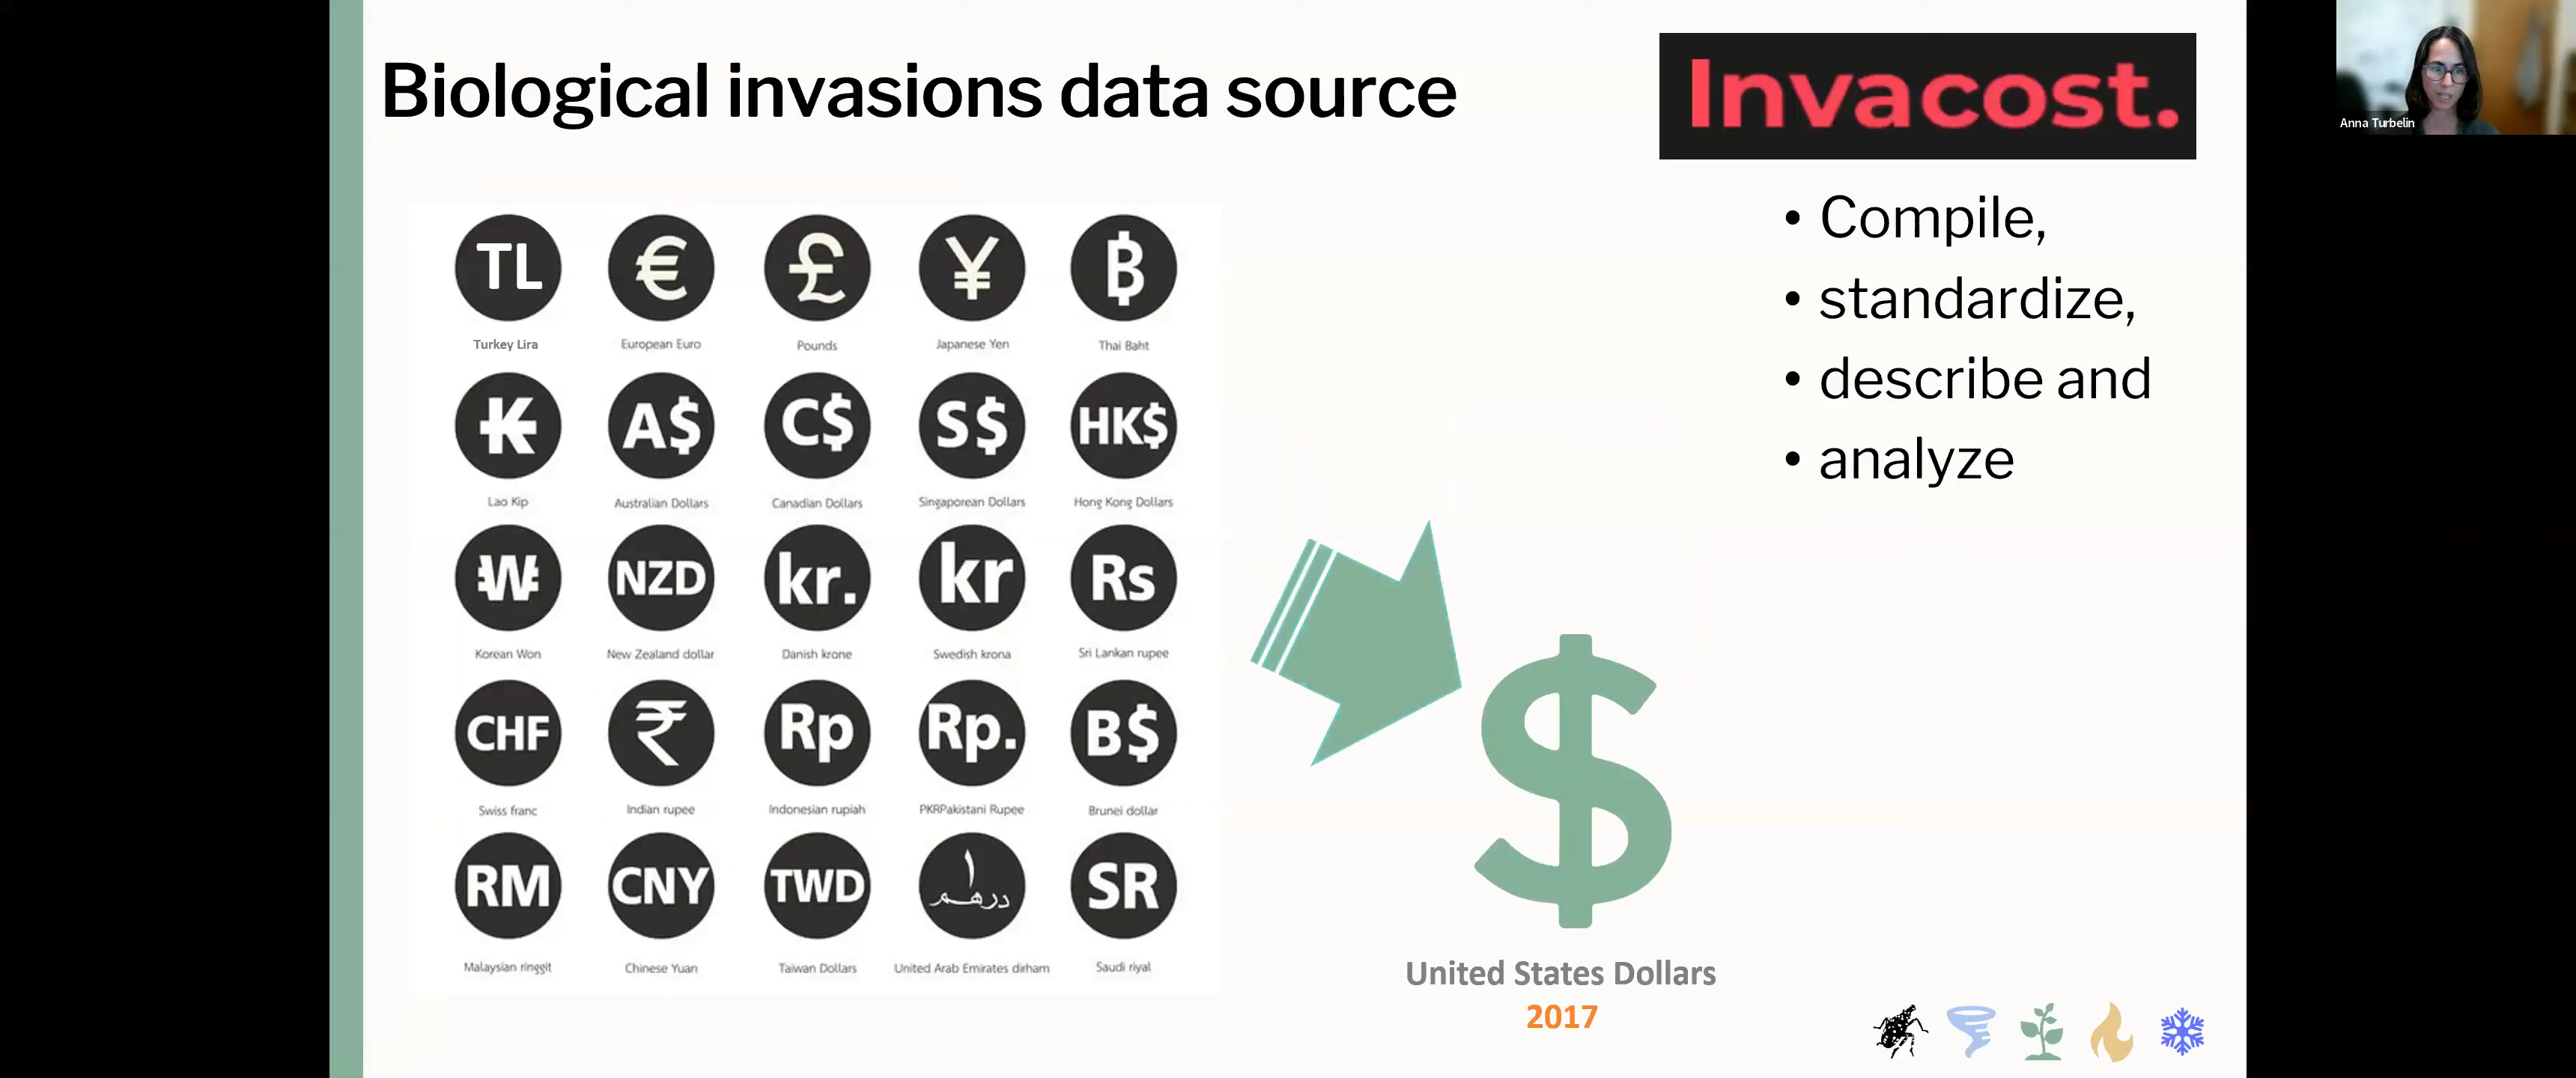 Biological invasions data source
Invacost.
Anna Turbelin
• Compile,
• standardize,
• describe and
• analyze
TL € £ ¥ ฿
Turkey Lira European Euro Pounds Japanese Yen Thai Baht
₭ A$ C$ S$ HK$
Lao Kip Australian Dollars Canadian Dollars Singaporean Dollars Hong Kong Dollars
₩ NZD kr. kr Rs
Korean Won New Zealand dollar Danish krone Swedish krona Sri Lankan rupee
CHF ₹ Rp Rp. B$
Swiss franc Indian rupee Indonesian rupiah PKRPakistani Rupee Brunei dollar
RM CNY TWD ١ درهم SR
Malaysian ringgit Chinese Yuan Taiwan Dollars United Arab Emirates dirham Saudi riyal
$
United States Dollars
2017